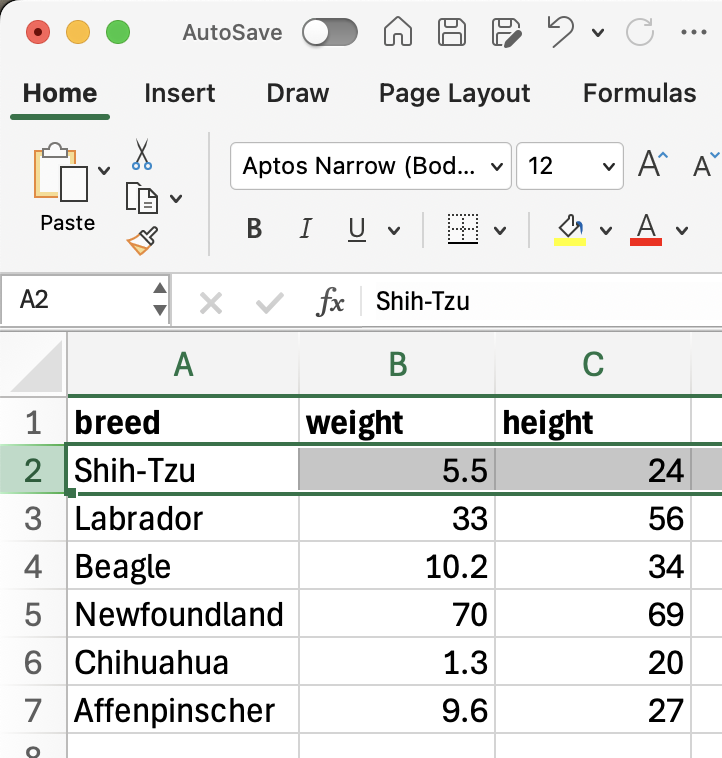 AutoSave
Home Insert Draw Page Layout Formulas
Paste
Aptos Narrow (Bod... 12 A A
B I U A
A2 fx Shih-Tzu
A B C
1 breed weight height
2 Shih-Tzu 5.5 24
3 Labrador 33 56
4 Beagle 10.2 34
5 Newfoundland 70 69
6 Chihuahua 1.3 20
7 Affenpinscher 9.6 27
8